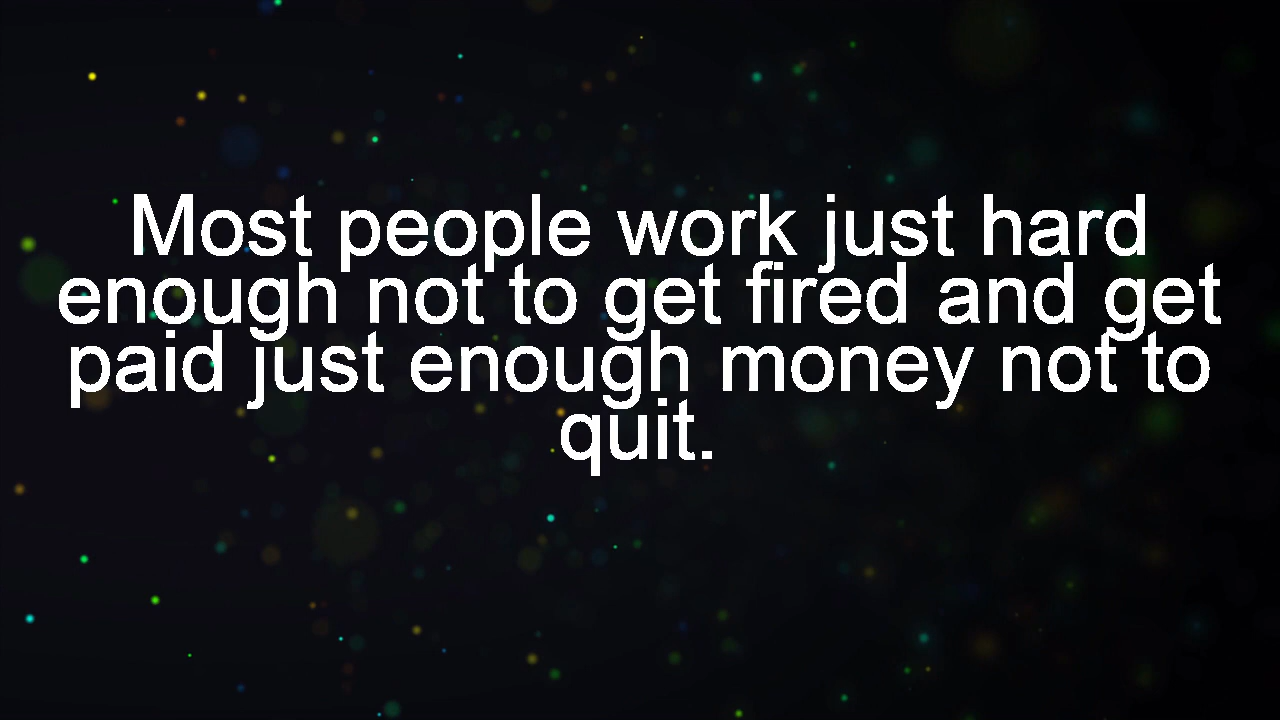 Most people work just hard
enough not to get fired and get
paid just enough money not to
quit.